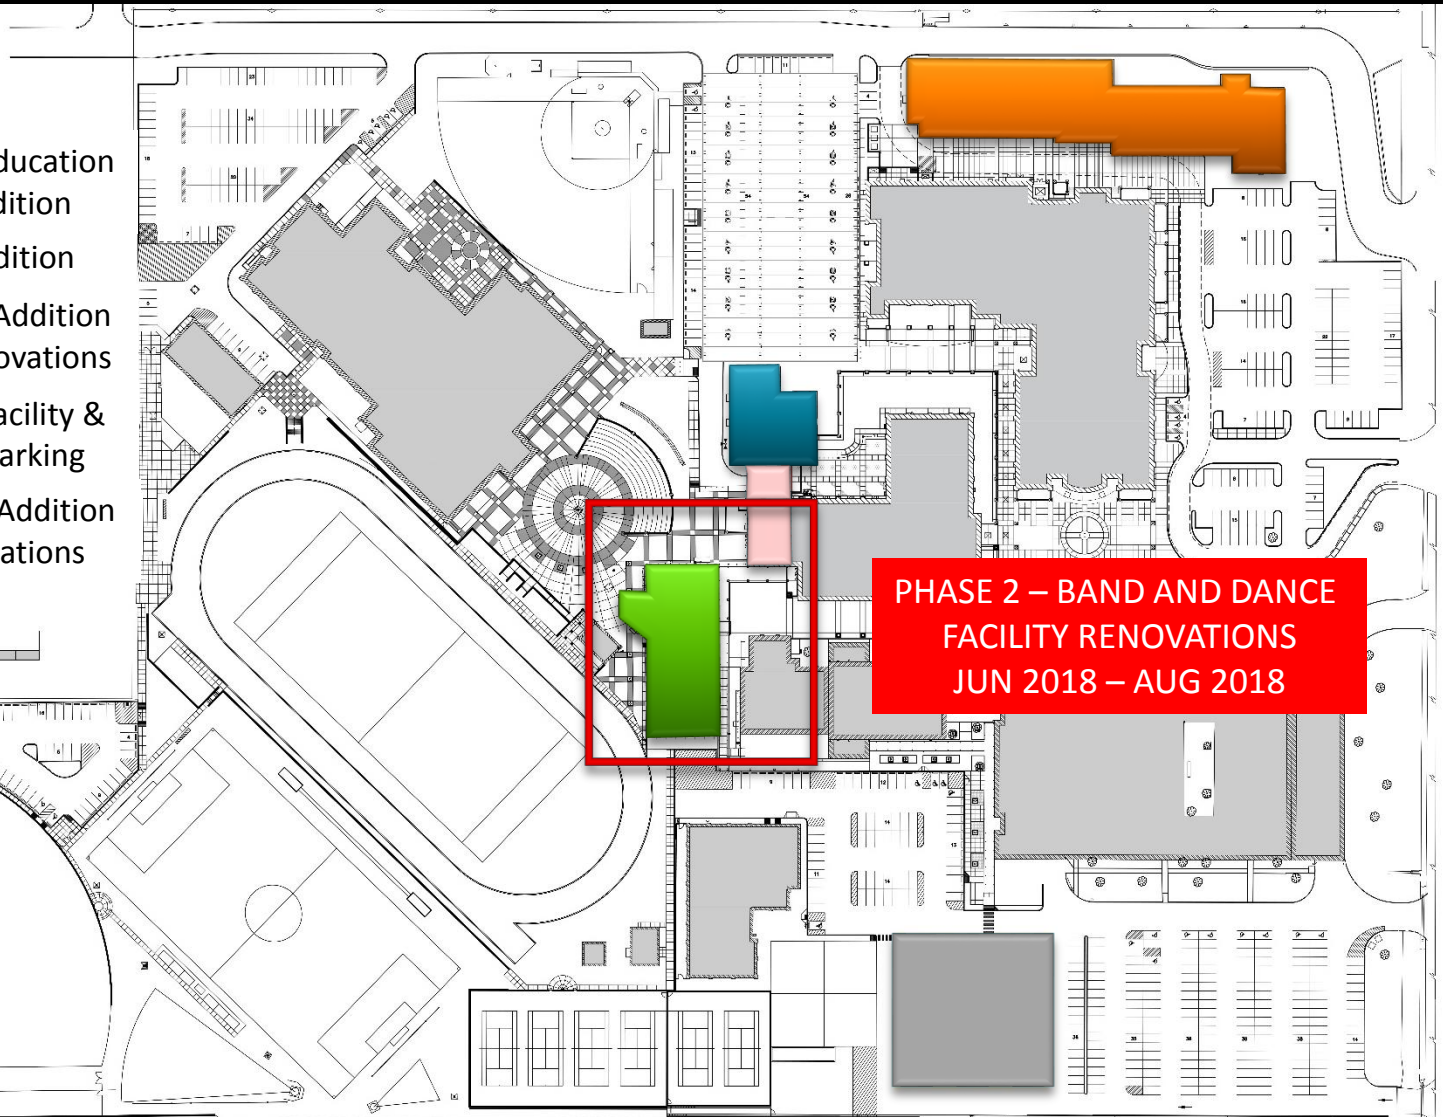 ducation
dition
dition
Addition
ovations
acility &
arking
Addition
ations
PHASE 2 – BAND AND DANCE
FACILITY RENOVATIONS
JUN 2018 – AUG 2018